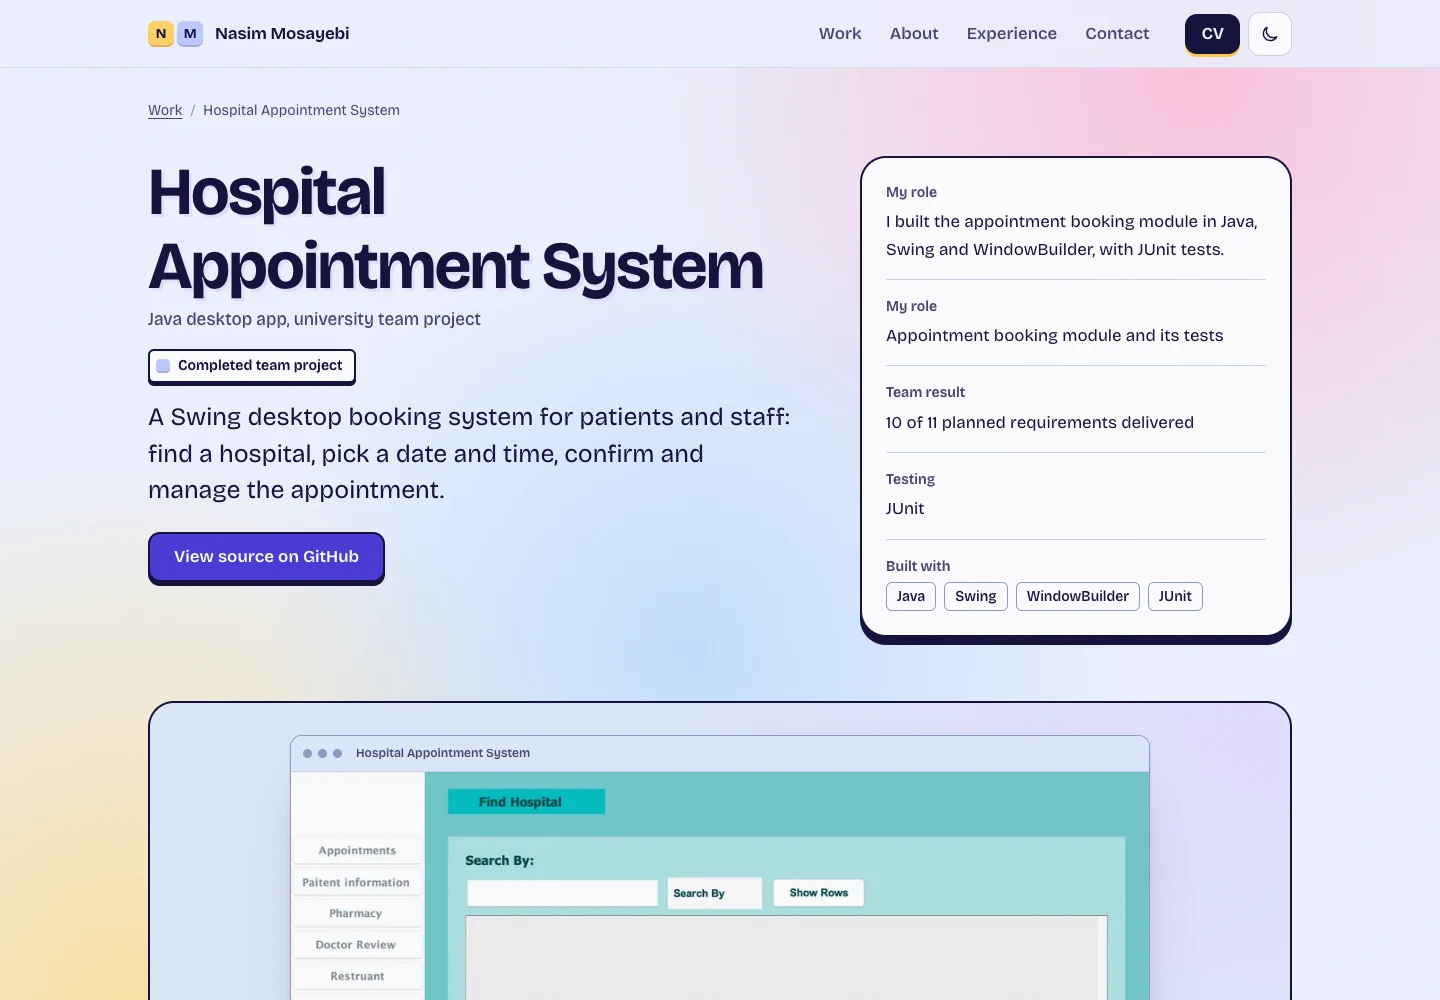 N M Nasim Mosayebi
Work About Experience Contact CV
Work / Hospital Appointment System
Hospital
Appointment System
Java desktop app, university team project
Completed team project
A Swing desktop booking system for patients and staff:
find a hospital, pick a date and time, confirm and
manage the appointment.
View source on GitHub
My role
I built the appointment booking module in Java,
Swing and WindowBuilder, with JUnit tests.
My role
Appointment booking module and its tests
Team result
10 of 11 planned requirements delivered
Testing
JUnit
Built with
Java Swing WindowBuilder JUnit
Hospital Appointment System
Find Hospital
Appointments
Paitent information
Pharmacy
Doctor Review
Restruant
Search By:
Search By Show Rows